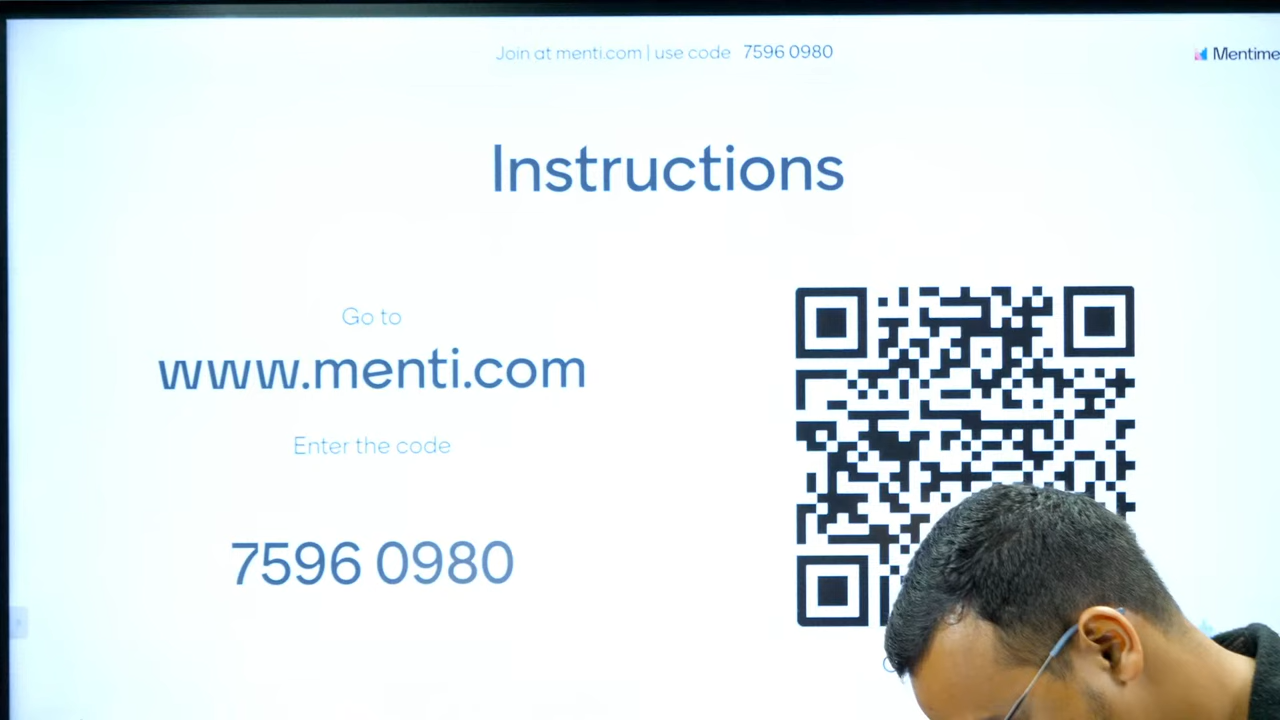 Join at menti.com | use code 7596 0980
Mentime
Instructions
Go to
www.menti.com
Enter the code
7596 0980